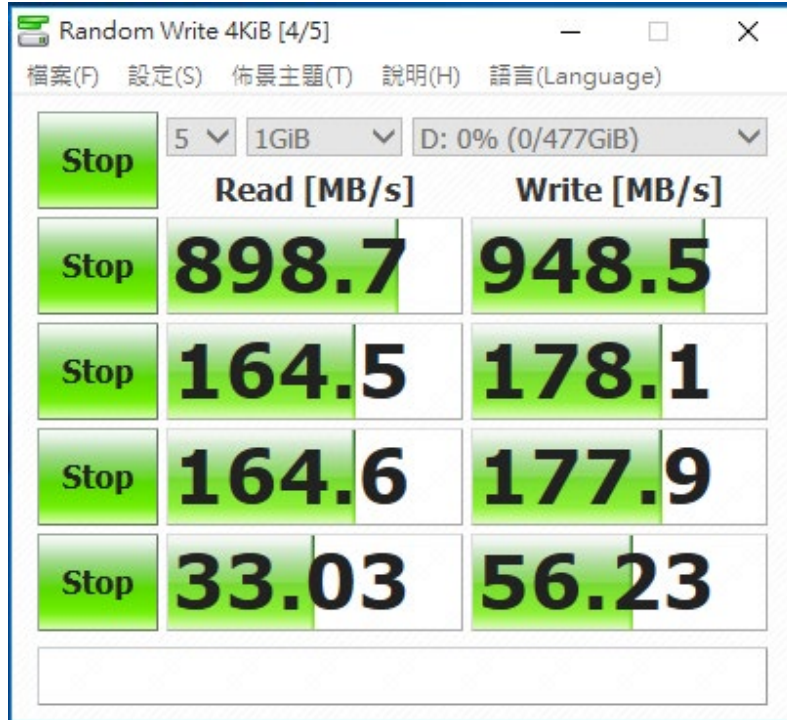 Random Write 4KiB [4/5]
檔案(F) 設定(S) 佈景主題(T) 說明(H) 語言(Language)
Stop 5 1GiB D: 0% (0/477GiB)
Read [MB/s] Write [MB/s]
Stop 898.7 948.5
Stop 164.5 178.1
Stop 164.6 177.9
Stop 33.03 56.23